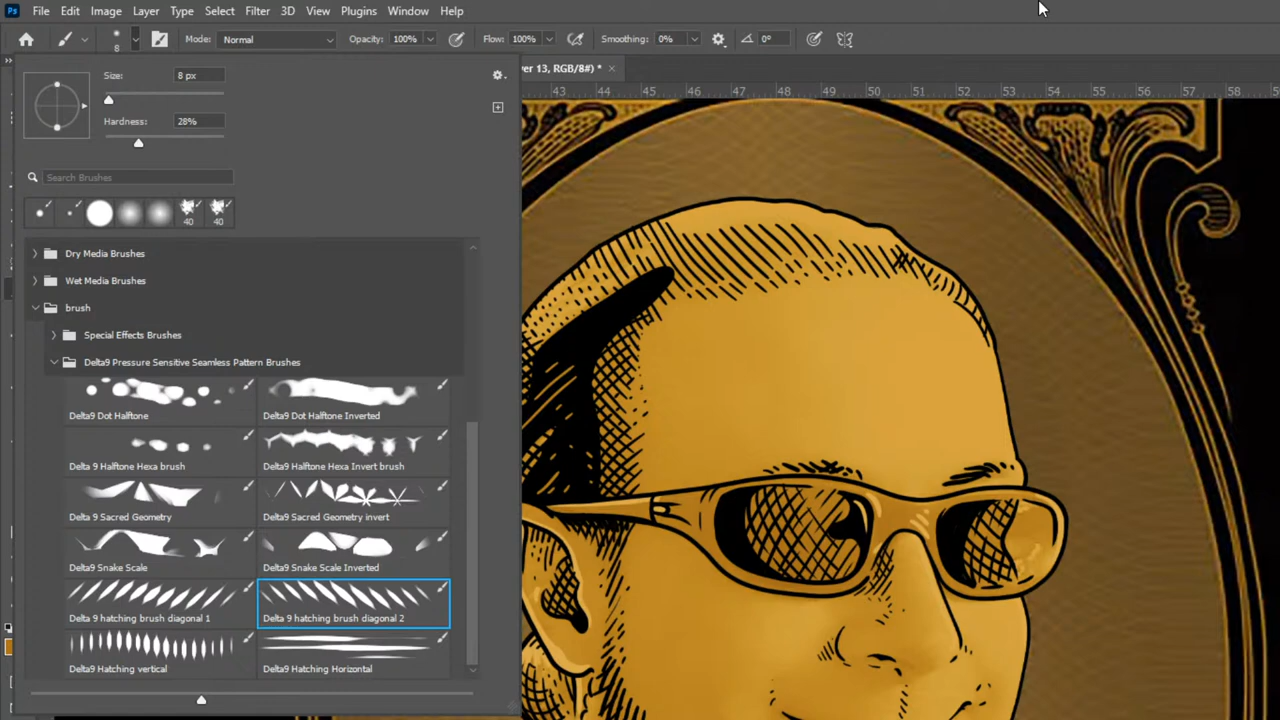 Ps File Edit Image Layer Type Select Filter 3D View Plugins Window Help
8 Mode: Normal Opacity: 100% Flow: 100% Smoothing: 0% 0°
er 13, RGB/8#) * ×
43 44 45 46 47 48 49 50 51 52 53 54 55 56 57 58
Size: 8 px
Hardness: 28%
Search Brushes
40 40
Dry Media Brushes
Wet Media Brushes
brush
Special Effects Brushes
Delta9 Pressure Sensitive Seamless Pattern Brushes
Delta9 Dot Halftone Delta9 Dot Halftone Inverted
Delta 9 Halftone Hexa brush Delta9 Halftone Hexa Invert brush
Delta 9 Sacred Geometry Delta9 Sacred Geometry invert
Delta9 Snake Scale Delta9 Snake Scale Inverted
Delta 9 hatching brush diagonal 1 Delta 9 hatching brush diagonal 2
Delta9 Hatching vertical Delta9 Hatching Horizontal